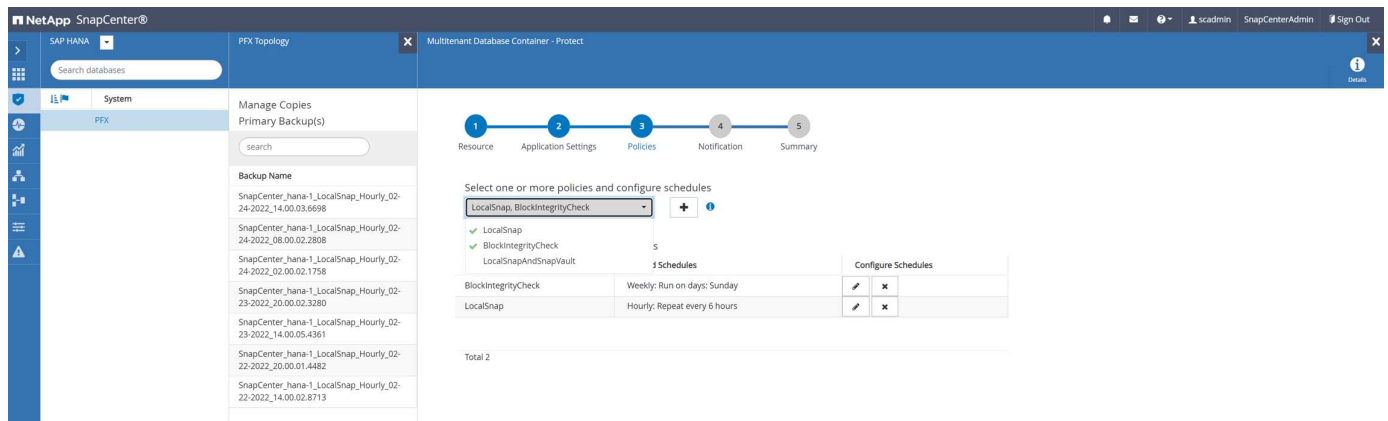 NetApp SnapCenter®
scadmin SnapCenterAdmin Sign Out
SAP HANA
Search databases
System
PFX
PFX Topology
Manage Copies
Primary Backup(s)
search
Backup Name
SnapCenter_hana-1_LocalSnap_Hourly_02-
24-2022_14.00.03.6698
SnapCenter_hana-1_LocalSnap_Hourly_02-
24-2022_08.00.02.2808
SnapCenter_hana-1_LocalSnap_Hourly_02-
24-2022_02.00.02.1758
SnapCenter_hana-1_LocalSnap_Hourly_02-
23-2022_20.00.02.3280
SnapCenter_hana-1_LocalSnap_Hourly_02-
23-2022_14.00.05.4361
SnapCenter_hana-1_LocalSnap_Hourly_02-
22-2022_20.00.01.4482
SnapCenter_hana-1_LocalSnap_Hourly_02-
22-2022_14.00.02.8713
Multitenant Database Container - Protect
Details
1 2 3 4 5
Resource Application Settings Policies Notification Summary
Select one or more policies and configure schedules
LocalSnap, BlockIntegrityCheck
LocalSnap
BlockIntegrityCheck
LocalSnapAndSnapVault
s
d Schedules Configure Schedules
BlockIntegrityCheck Weekly: Run on days: Sunday
LocalSnap Hourly: Repeat every 6 hours
Total 2